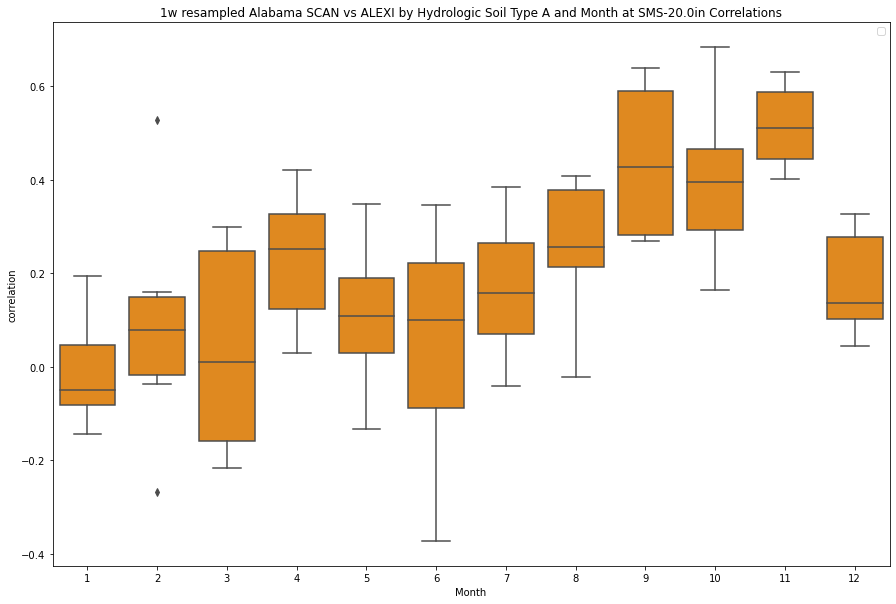 1w resampled Alabama SCAN vs ALEXI by Hydrologic Soil Type A and Month at SMS-20.0in Correlations
0.6
0.4
0.2
0.0
−0.2
−0.4
correlation
1 2 3 4 5 6 7 8 9 10 11 12
Month